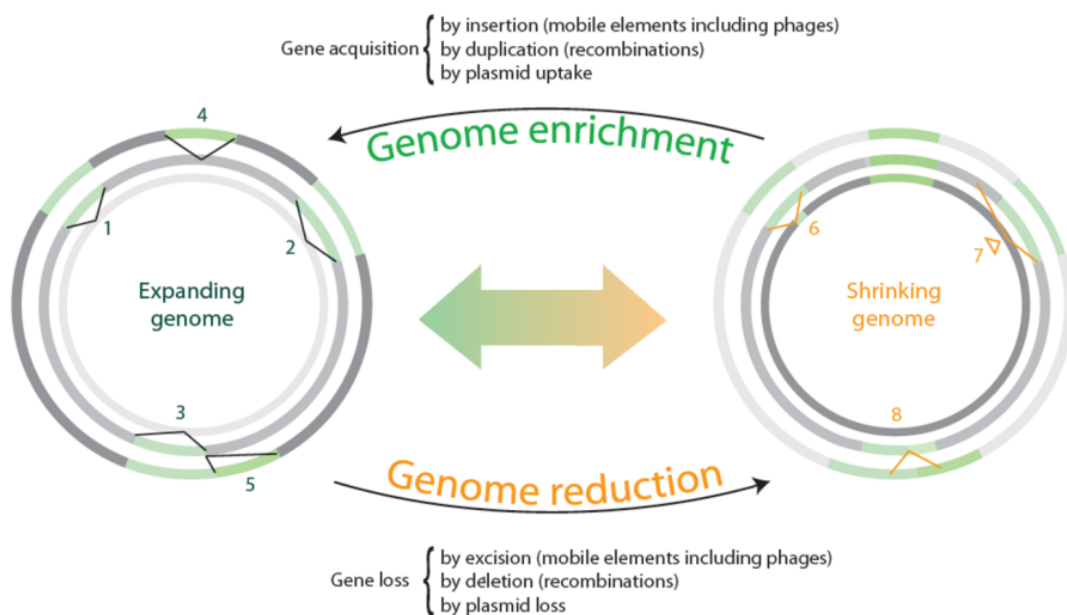 by insertion (mobile elements including phages)
Gene acquisition
by duplication (recombinations)
by plasmid uptake
Genome enrichment
4
1
2
Expanding
genome
3
5
6
7
Shrinking
genome
8
Genome reduction
by excision (mobile elements including phages)
Gene loss
by deletion (recombinations)
by plasmid loss